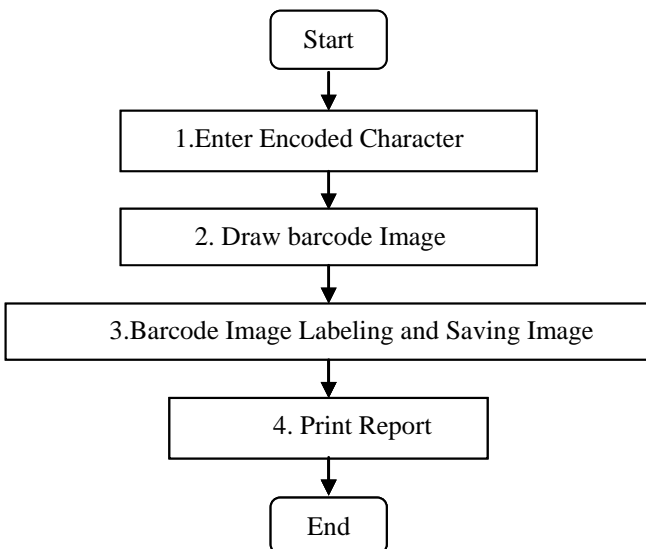 Start
1.Enter Encoded Character
2. Draw barcode Image
3.Barcode Image Labeling and Saving Image
4. Print Report
End